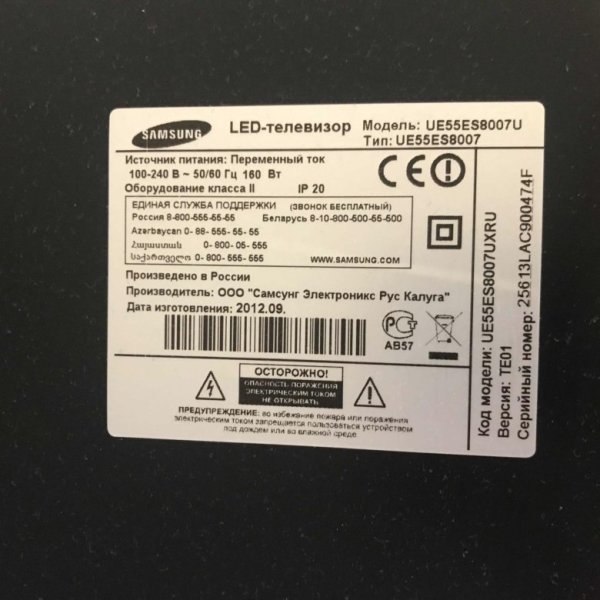 SAMSUNG
LED-телевизор
Модель: UE55ES8007U
Тип: UE55ES8007
Источник питания: Переменный ток
100-240 В ~ 50/60 Гц 160 Вт
Оборудование класса II IP 20
ЕДИНАЯ СЛУЖБА ПОДДЕРЖКИ (ЗВОНОК БЕСПЛАТНЫЙ)
Россия 8-800-555-55-55 Беларусь 8-10-800-500-55-500
Azerbaycan 0- 88- 555- 55- 55
Հայաստան 0- 800- 05- 555
საქართველო 0- 800- 555- 555 WWW.SAMSUNG.COM
Произведено в России
Производитель: ООО "Самсунг Электроникс Рус Калуга"
Дата изготовления: 2012.09.
АВ57
ОСТОРОЖНО!
ОПАСНОСТЬ ПОРАЖЕНИЯ
ЭЛЕКТРИЧЕСКИМ ТОКОМ
НЕ ОТКРЫВАТЬ
ПРЕДУПРЕЖДЕНИЕ: во избежание пожара или поражения
электрическим током запрещается пользоваться устройством
под дождем или во влажной среде
Код модели: UE55ES8007UXRU
Версия: TE01
Серийный номер: 25613LAC900474F